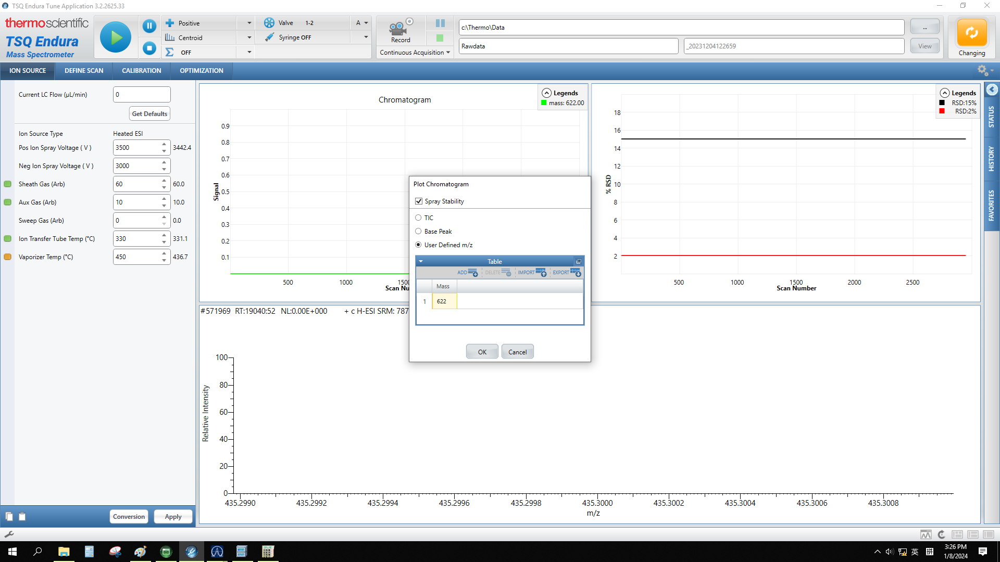 TSQ Endura Tune Application 3.2.2625.33
thermoscientific
TSQ Endura
Mass Spectrometer
Positive
Centroid
OFF
Valve 1-2 A
Syringe OFF
Record
Continuous Acquisition
c:\Thermo\Data
...
Rawdata
_20231204122659
View
Changing
ION SOURCE DEFINE SCAN CALIBRATION OPTIMIZATION
Current LC Flow (µL/min) 0
Get Defaults
Ion Source Type Heated ESI
Pos Ion Spray Voltage ( V ) 3500 3442.4
Neg Ion Spray Voltage ( V ) 3000
Sheath Gas (Arb) 60 60.0
Aux Gas (Arb) 10 10.0
Sweep Gas (Arb) 0 0.0
Ion Transfer Tube Temp (°C) 330 331.1
Vaporizer Temp (°C) 450 436.7
Conversion Apply
Chromatogram
Legends
mass: 622.00
Signal
0.9
0.8
0.7
0.6
0.5
0.4
0.3
0.2
0.1
500 1000 1500
Scan Nu
Legends
RSD:15%
RSD:2%
% RSD
18
16
14
12
10
8
6
4
2
500 1000 1500 2000 2500
Scan Number
STATUS
HISTORY
FAVORITES
Plot Chromatogram
Spray Stability
TIC
Base Peak
User Defined m/z
Table
ADD DELETE IMPORT EXPORT
Mass
1 622
OK Cancel
#571969 RT:19040:52 NL:0.00E+000 + c H-ESI SRM: 787
Relative Intensity
100
80
60
40
20
0
435.2990 435.2992 435.2994 435.2996 435.2998 435.3000 435.3002 435.3004 435.3006 435.3008
m/z
英
拼
3:26 PM
1/8/2024